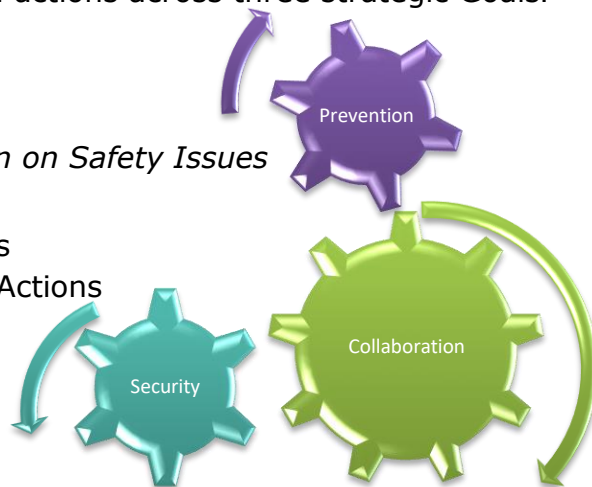 actions across three strategic Goals:
Prevention
on Safety Issues
Actions
Collaboration
Security